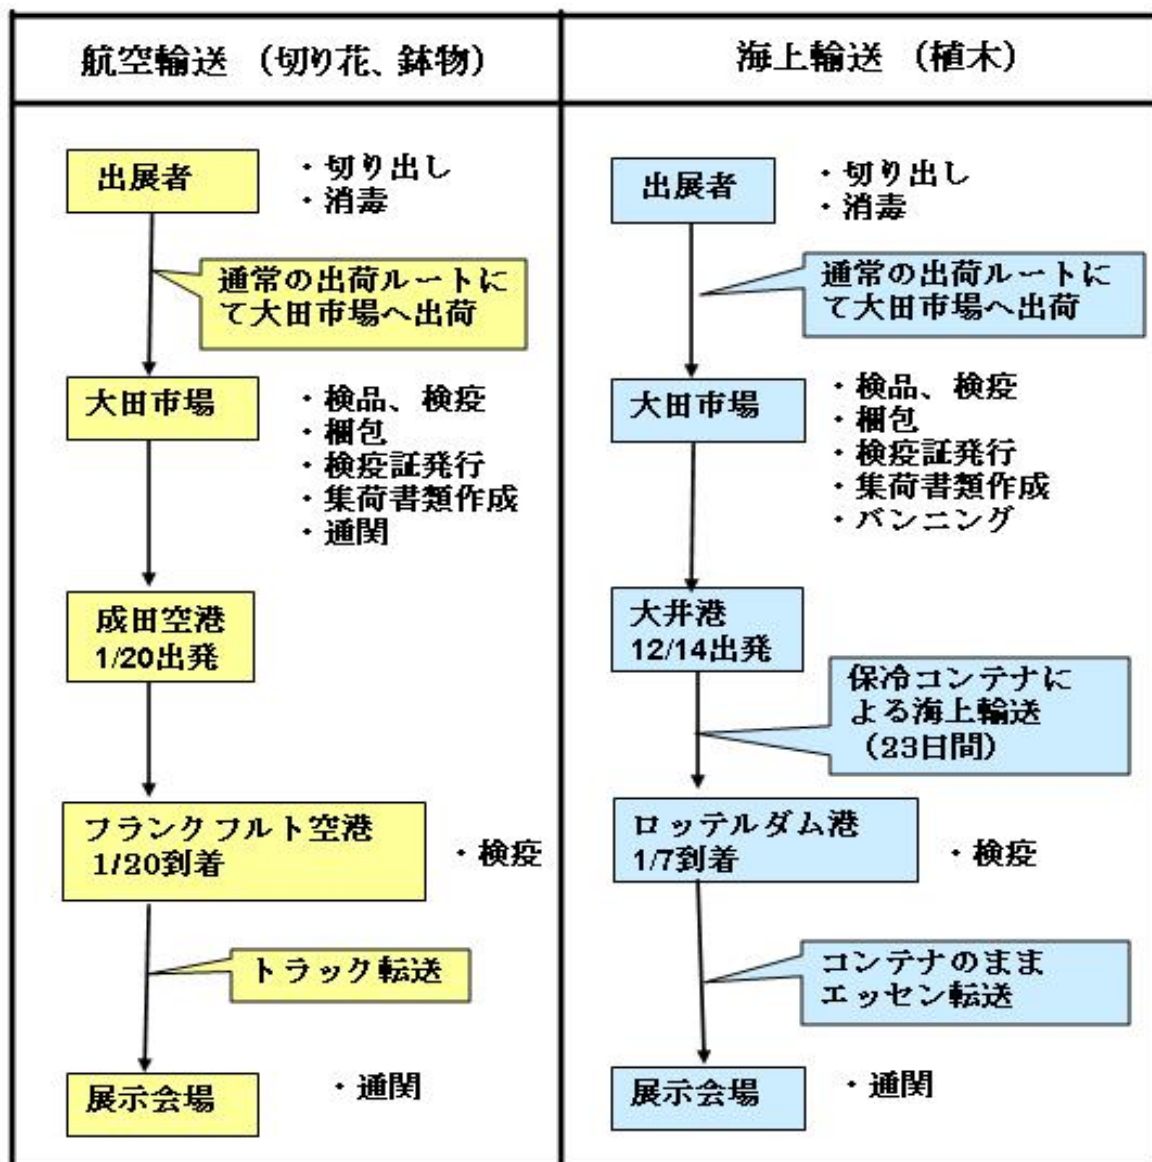 航空輸送 （切り花、鉢物）
出展者
・切り出し
・消毒
通常の出荷ルートに
て大田市場へ出荷
大田市場
・検品、検疫
・梱包
・検疫証発行
・集荷書類作成
・通関
成田空港
1/20出発
フランクフルト空港
1/20到着
・検疫
トラック転送
展示会場
・通関
海上輸送 （植木）
出展者
・切り出し
・消毒
通常の出荷ルートに
て大田市場へ出荷
大田市場
・検品、検疫
・梱包
・検疫証発行
・集荷書類作成
・バンニング
大井港
12/14出発
保冷コンテナに
よる海上輸送
（23日間）
ロッテルダム港
1/7到着
・検疫
コンテナのまま
エッセン転送
展示会場
・通関